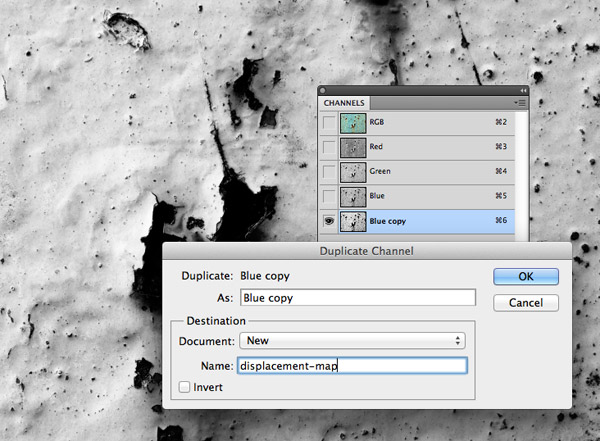 CHANNELS
RGB ⌘2
Red ⌘3
Green ⌘4
Blue ⌘5
Blue copy ⌘6
Duplicate Channel
Duplicate: Blue copy
OK
As: Blue copy
Cancel
Destination
Document: New
Name: displacement-map
Invert